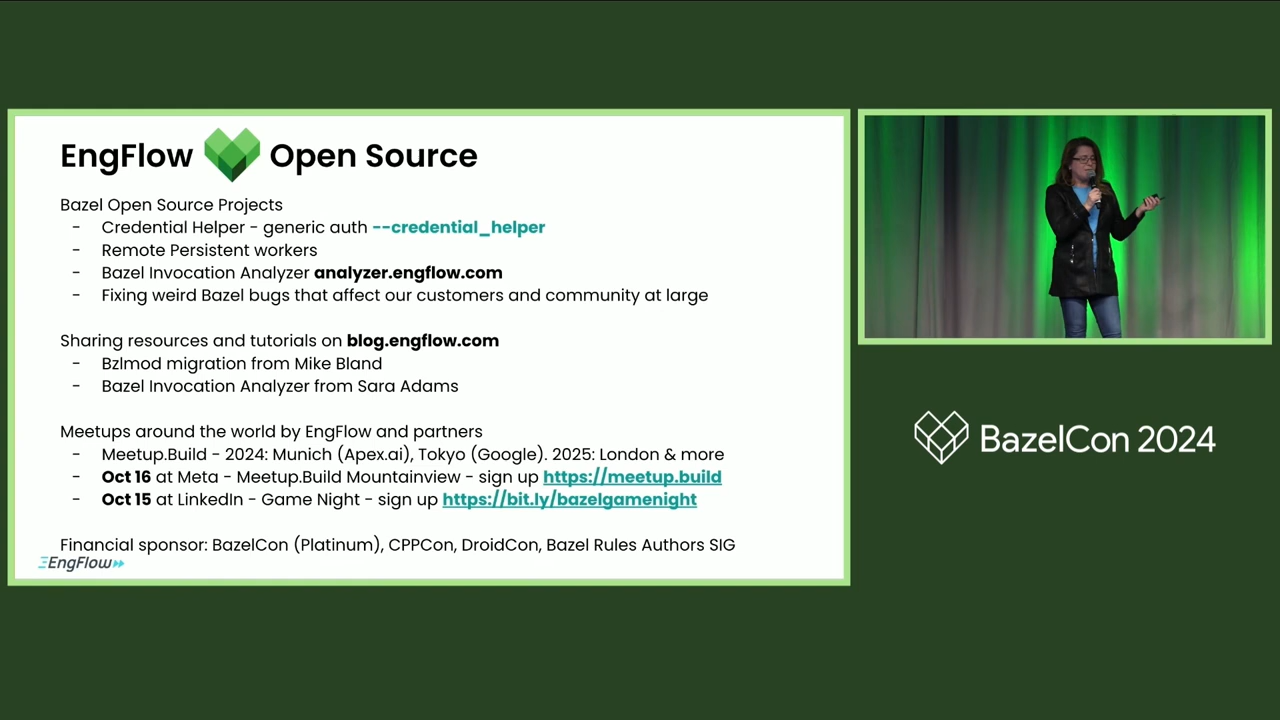 EngFlow Open Source
Bazel Open Source Projects
- Credential Helper - generic auth --credential_helper
- Remote Persistent workers
- Bazel Invocation Analyzer analyzer.engflow.com
- Fixing weird Bazel bugs that affect our customers and community at large
Sharing resources and tutorials on blog.engflow.com
- Bzlmod migration from Mike Bland
- Bazel Invocation Analyzer from Sara Adams
Meetups around the world by EngFlow and partners
- Meetup.Build - 2024: Munich (Apex.ai), Tokyo (Google). 2025: London & more
- Oct 16 at Meta - Meetup.Build Mountainview - sign up https://meetup.build
- Oct 15 at LinkedIn - Game Night - sign up https://bit.ly/bazelgamenight
Financial sponsor: BazelCon (Platinum), CPPCon, DroidCon, Bazel Rules Authors SIG
EngFlow
BazelCon 2024